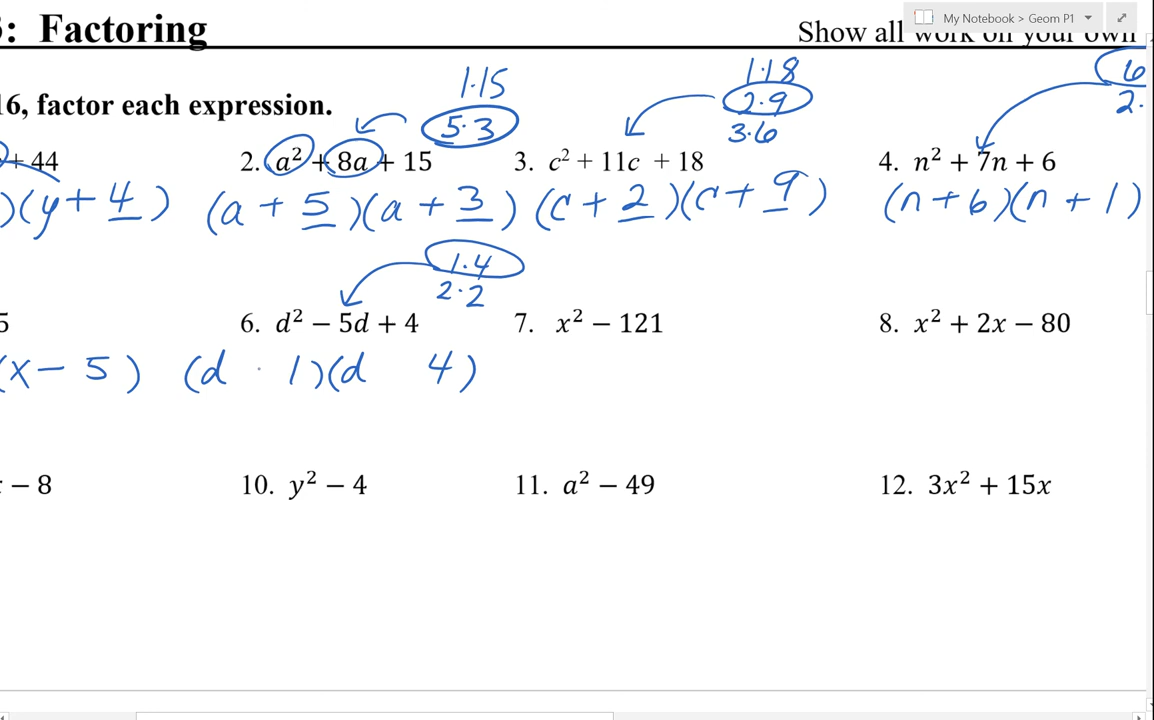 : Factoring
Show all work on your own
My Notebook > Geom P1
1·15
1·18
6
16, factor each expression.
5·3
2·9
2·
3·6
+ 44
2. a² + 8a + 15
3. c² + 11c + 18
4. n² + 7n + 6
)(y + 4)
(a + 5)(a + 3)
(c + 2)(c + 9)
(n + 6)(n + 1)
1·4
2·2
5
6. d² − 5d + 4
7. x² − 121
8. x² + 2x − 80
(x − 5)
(d · 1)(d 4)
− 8
10. y² − 4
11. a² − 49
12. 3x² + 15x